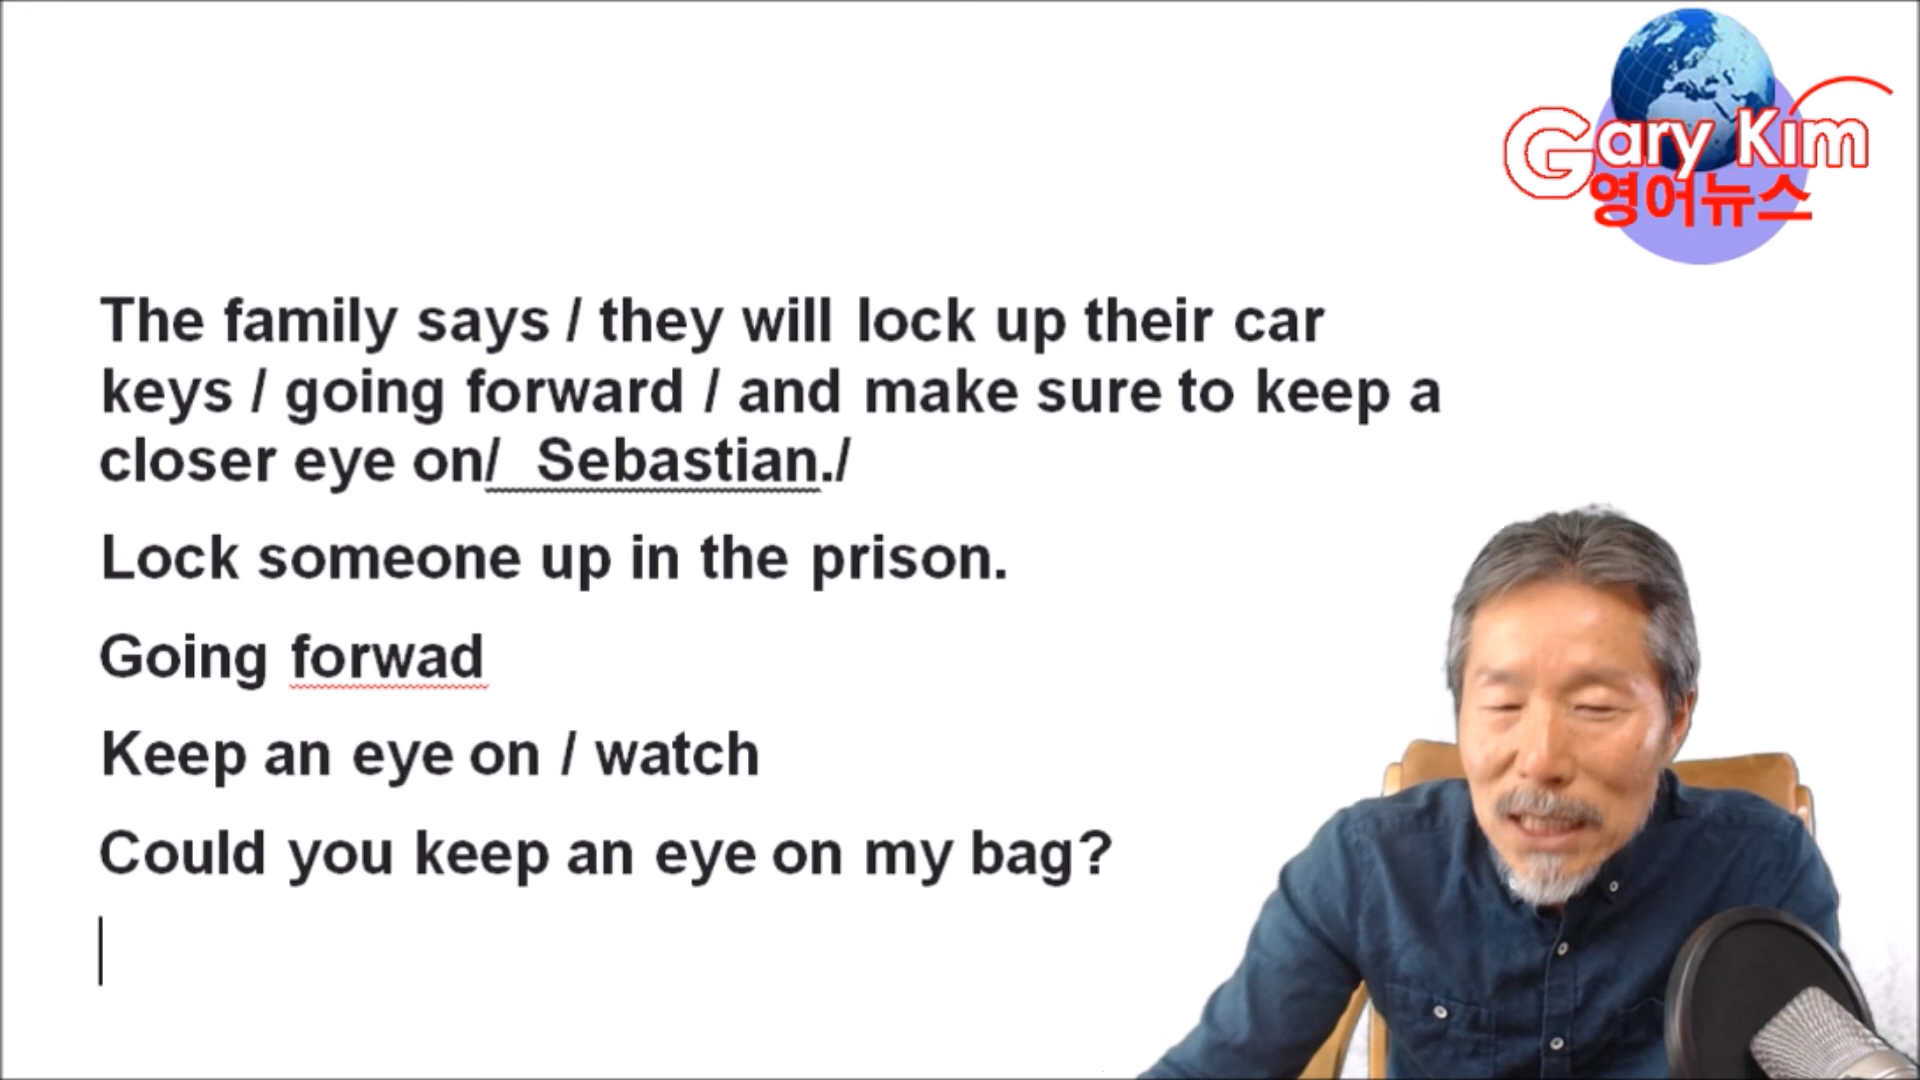 Gary Kim
영어뉴스
The family says / they will lock up their car
keys / going forward / and make sure to keep a
closer eye on/  Sebastian./
Lock someone up in the prison.
Going forwad
Keep an eye on / watch
Could you keep an eye on my bag?